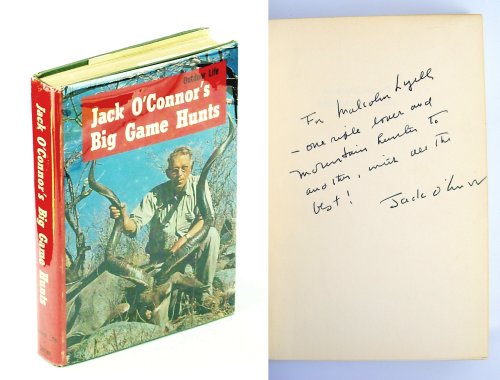 Outdoor Life
Jack O'Connor's
Big Game Hunts
Jack O'Connor's Big Game Hunts
For Malcolm Lyell
– one rifle lover and
mountain hunter to
another, with all the
best!
Jack O'Connor